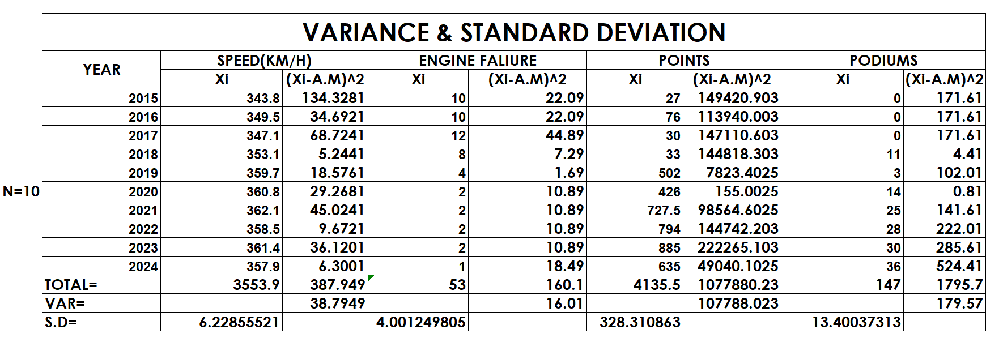 VARIANCE & STANDARD DEVIATION
YEAR SPEED(KM/H) ENGINE FALIURE POINTS PODIUMS
Xi (Xi-A.M)^2 Xi (Xi-A.M)^2 Xi (Xi-A.M)^2 Xi (Xi-A.M)^2
2015 343.8 134.3281 10 22.09 27 149420.903 0 171.61
2016 349.5 34.6921 10 22.09 76 113940.003 0 171.61
2017 347.1 68.7241 12 44.89 30 147110.603 0 171.61
2018 353.1 5.2441 8 7.29 33 144818.303 11 4.41
2019 359.7 18.5761 4 1.69 502 7823.4025 3 102.01
N=10 2020 360.8 29.2681 2 10.89 426 155.0025 14 0.81
2021 362.1 45.0241 2 10.89 727.5 98564.6025 25 141.61
2022 358.5 9.6721 2 10.89 794 144742.203 28 222.01
2023 361.4 36.1201 2 10.89 885 222265.103 30 285.61
2024 357.9 6.3001 1 18.49 635 49040.1025 36 524.41
TOTAL= 3553.9 387.949 53 160.1 4135.5 1077880.23 147 1795.7
VAR= 38.7949 16.01 107788.023 179.57
S.D= 6.22855521 4.001249805 328.310863 13.40037313